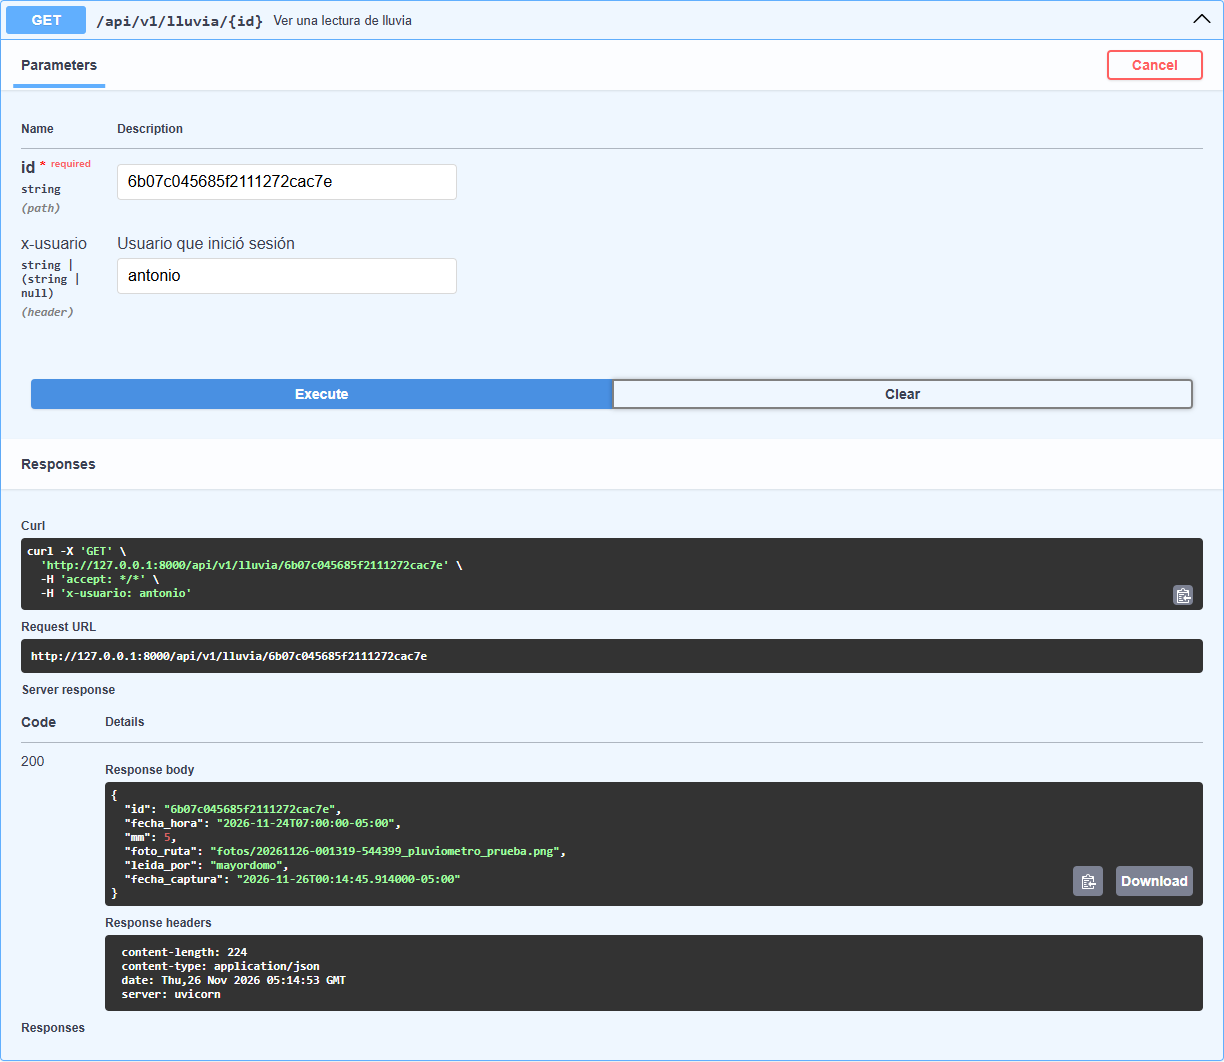 GET /api/v1/lluvia/{id} Ver una lectura de lluvia
Parameters
Cancel
Name Description
id * required
string
(path)
6b07c045685f2111272cac7e
x-usuario
string |
(string |
null)
(header)
Usuario que inició sesión
antonio
Execute
Clear
Responses
Curl
curl -X 'GET' \
'http://127.0.0.1:8000/api/v1/lluvia/6b07c045685f2111272cac7e' \
-H 'accept: */*' \
-H 'x-usuario: antonio'
Request URL
http://127.0.0.1:8000/api/v1/lluvia/6b07c045685f2111272cac7e
Server response
Code Details
200
Response body
{
"id": "6b07c045685f2111272cac7e",
"fecha_hora": "2026-11-24T07:00:00-05:00",
"mm": 5,
"foto_ruta": "fotos/20261126-001319-544399_pluviometro_prueba.png",
"leida_por": "mayordomo",
"fecha_captura": "2026-11-26T00:14:45.914000-05:00"
}
Download
Response headers
content-length: 224
content-type: application/json
date: Thu,26 Nov 2026 05:14:53 GMT
server: uvicorn
Responses